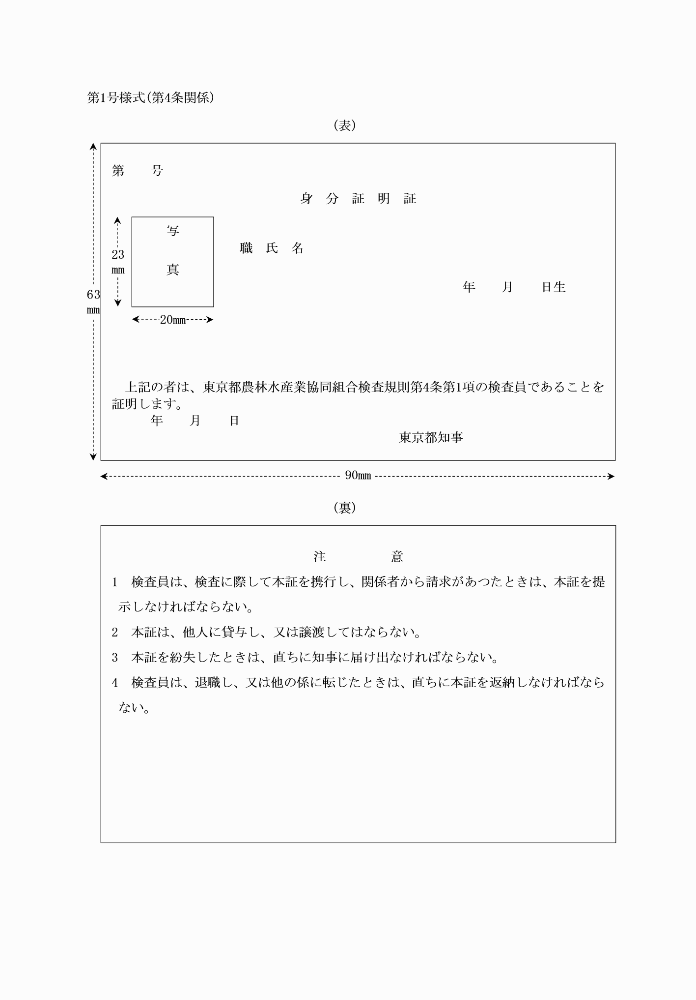 第1号様式(第4条関係)
(表)
第　　号
身　分　証　明　証
写
真
職　氏　名
23
mm
年　　月　　日生
63
mm
20mm
上記の者は、東京都農林水産業協同組合検査規則第4条第1項の検査員であることを
証明します。
年　　月　　日
東京都知事
90mm
(裏)
注　　　　　意
1　検査員は、検査に際して本証を携行し、関係者から請求があつたときは、本証を提
示しなければならない。
2　本証は、他人に貸与し、又は譲渡してはならない。
3　本証を紛失したときは、直ちに知事に届け出なければならない。
4　検査員は、退職し、又は他の係に転じたときは、直ちに本証を返納しなければなら
ない。